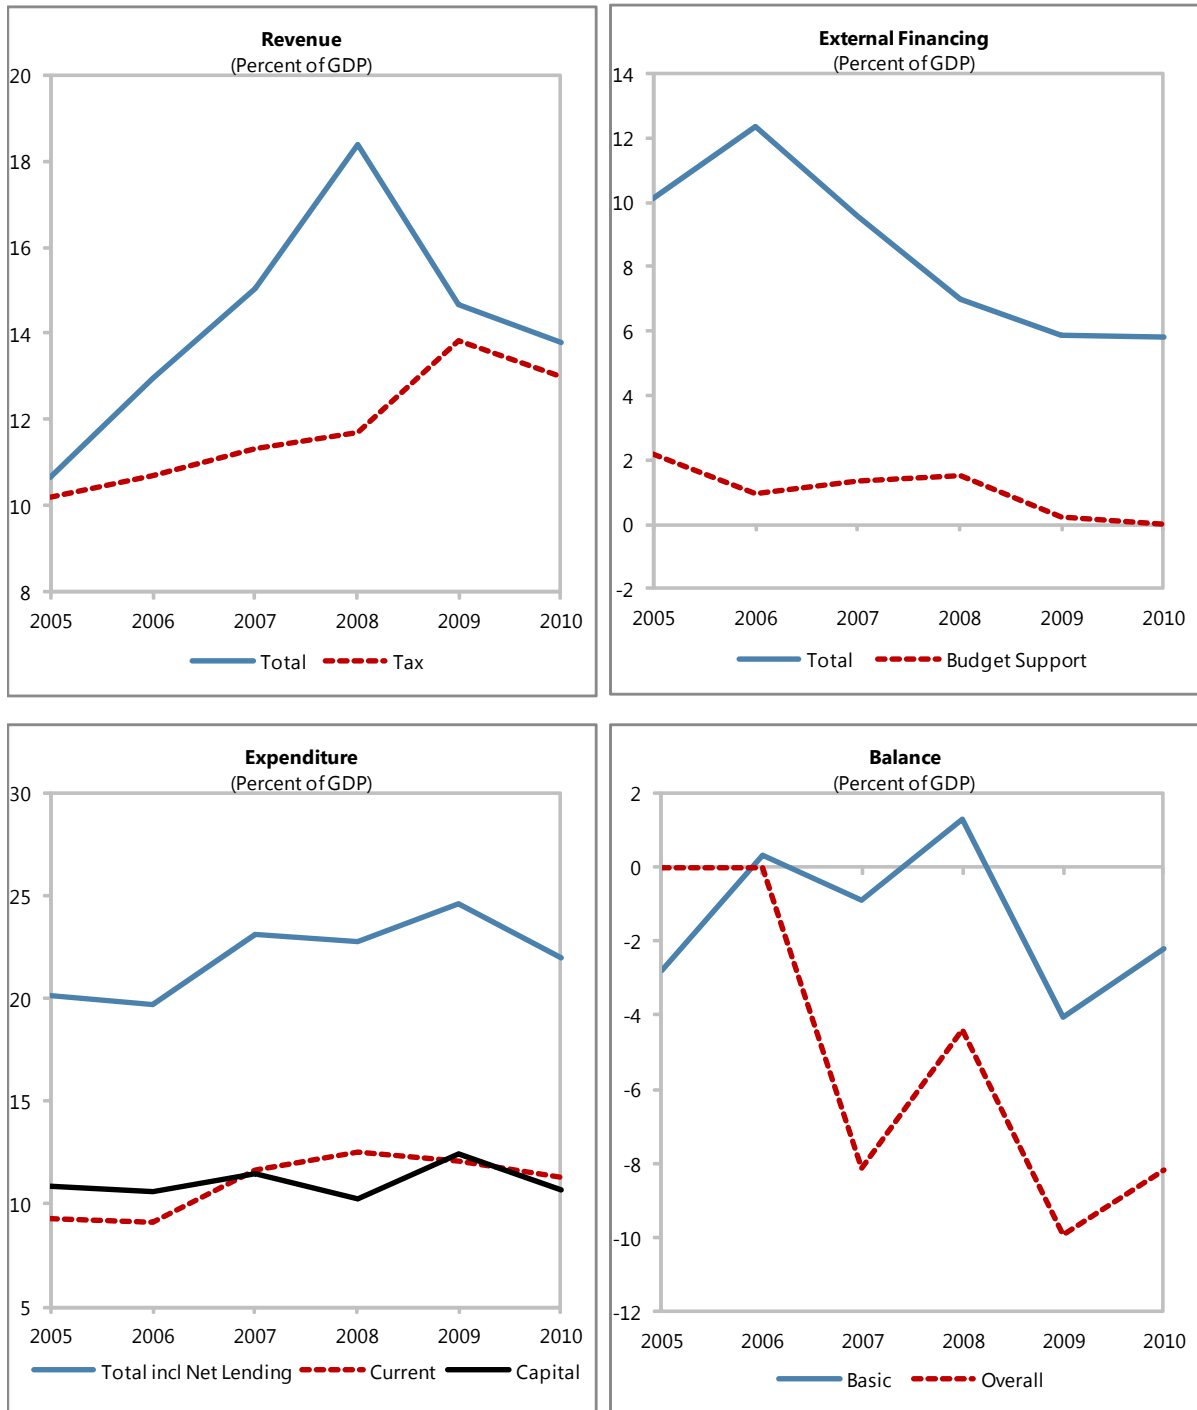 Revenue
(Percent of GDP)
20
18
16
14
12
10
8
2005 2006 2007 2008 2009 2010
Total Tax
External Financing
(Percent of GDP)
14
12
10
8
6
4
2
0
-2
2005 2006 2007 2008 2009 2010
Total Budget Support
Expenditure
(Percent of GDP)
30
25
20
15
10
5
2005 2006 2007 2008 2009 2010
Total incl Net Lending Current Capital
Balance
(Percent of GDP)
2
0
-2
-4
-6
-8
-10
-12
2005 2006 2007 2008 2009 2010
Basic Overall